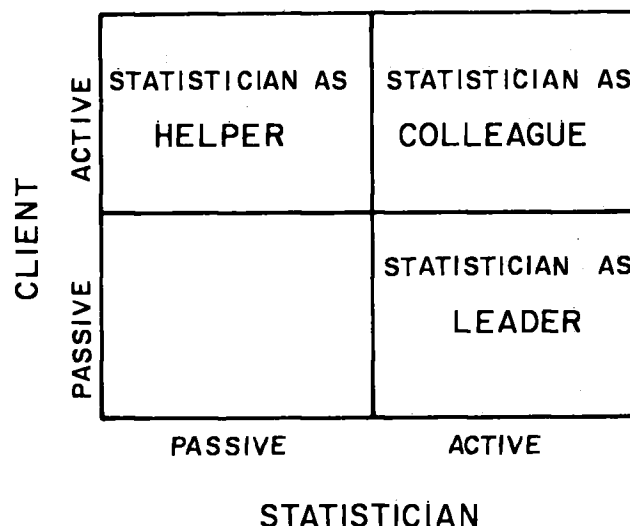 STATISTICIAN AS
HELPER
STATISTICIAN AS
COLLEAGUE
STATISTICIAN AS
LEADER
CLIENT
ACTIVE
PASSIVE
PASSIVE
ACTIVE
STATISTICIAN